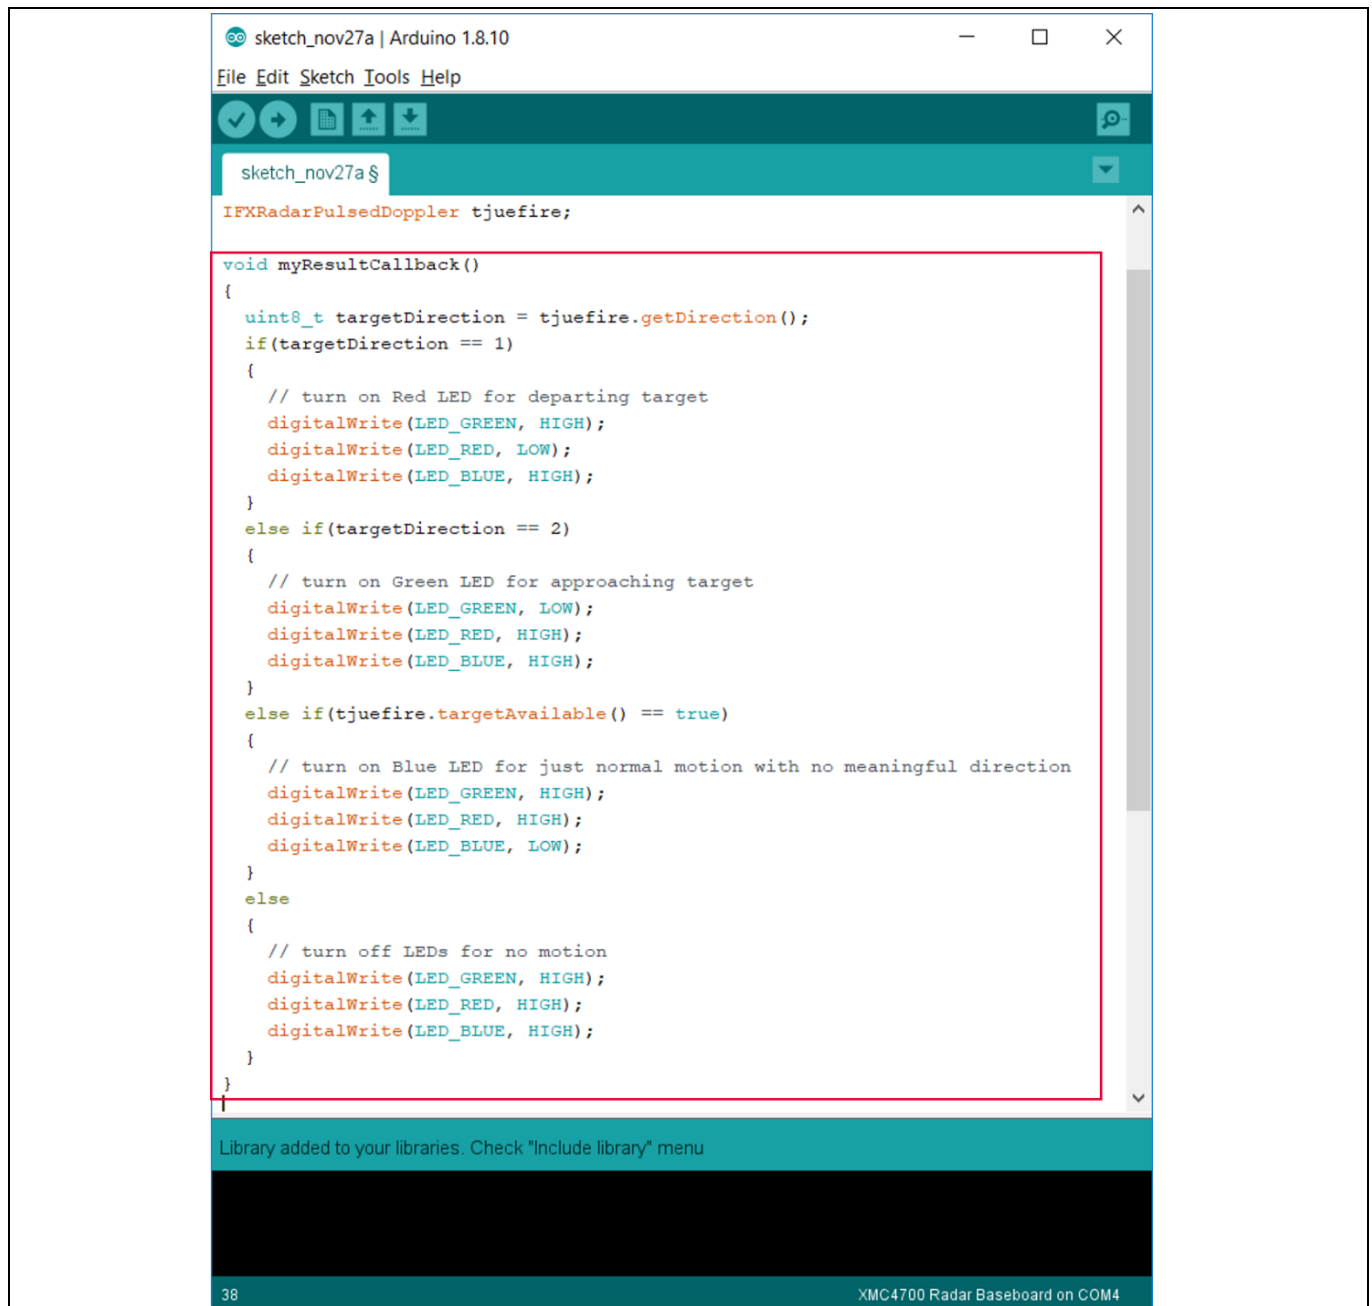 sketch_nov27a | Arduino 1.8.10
File Edit Sketch Tools Help
sketch_nov27a §
IFXRadarPulsedDoppler tjuefire;
void myResultCallback()
{
  uint8_t targetDirection = tjuefire.getDirection();
  if(targetDirection == 1)
  {
    // turn on Red LED for departing target
    digitalWrite(LED_GREEN, HIGH);
    digitalWrite(LED_RED, LOW);
    digitalWrite(LED_BLUE, HIGH);
  }
  else if(targetDirection == 2)
  {
    // turn on Green LED for approaching target
    digitalWrite(LED_GREEN, LOW);
    digitalWrite(LED_RED, HIGH);
    digitalWrite(LED_BLUE, HIGH);
  }
  else if(tjuefire.targetAvailable() == true)
  {
    // turn on Blue LED for just normal motion with no meaningful direction
    digitalWrite(LED_GREEN, HIGH);
    digitalWrite(LED_RED, HIGH);
    digitalWrite(LED_BLUE, LOW);
  }
  else
  {
    // turn off LEDs for no motion
    digitalWrite(LED_GREEN, HIGH);
    digitalWrite(LED_RED, HIGH);
    digitalWrite(LED_BLUE, HIGH);
  }
}
Library added to your libraries. Check "Include library" menu
38 XMC4700 Radar Baseboard on COM4